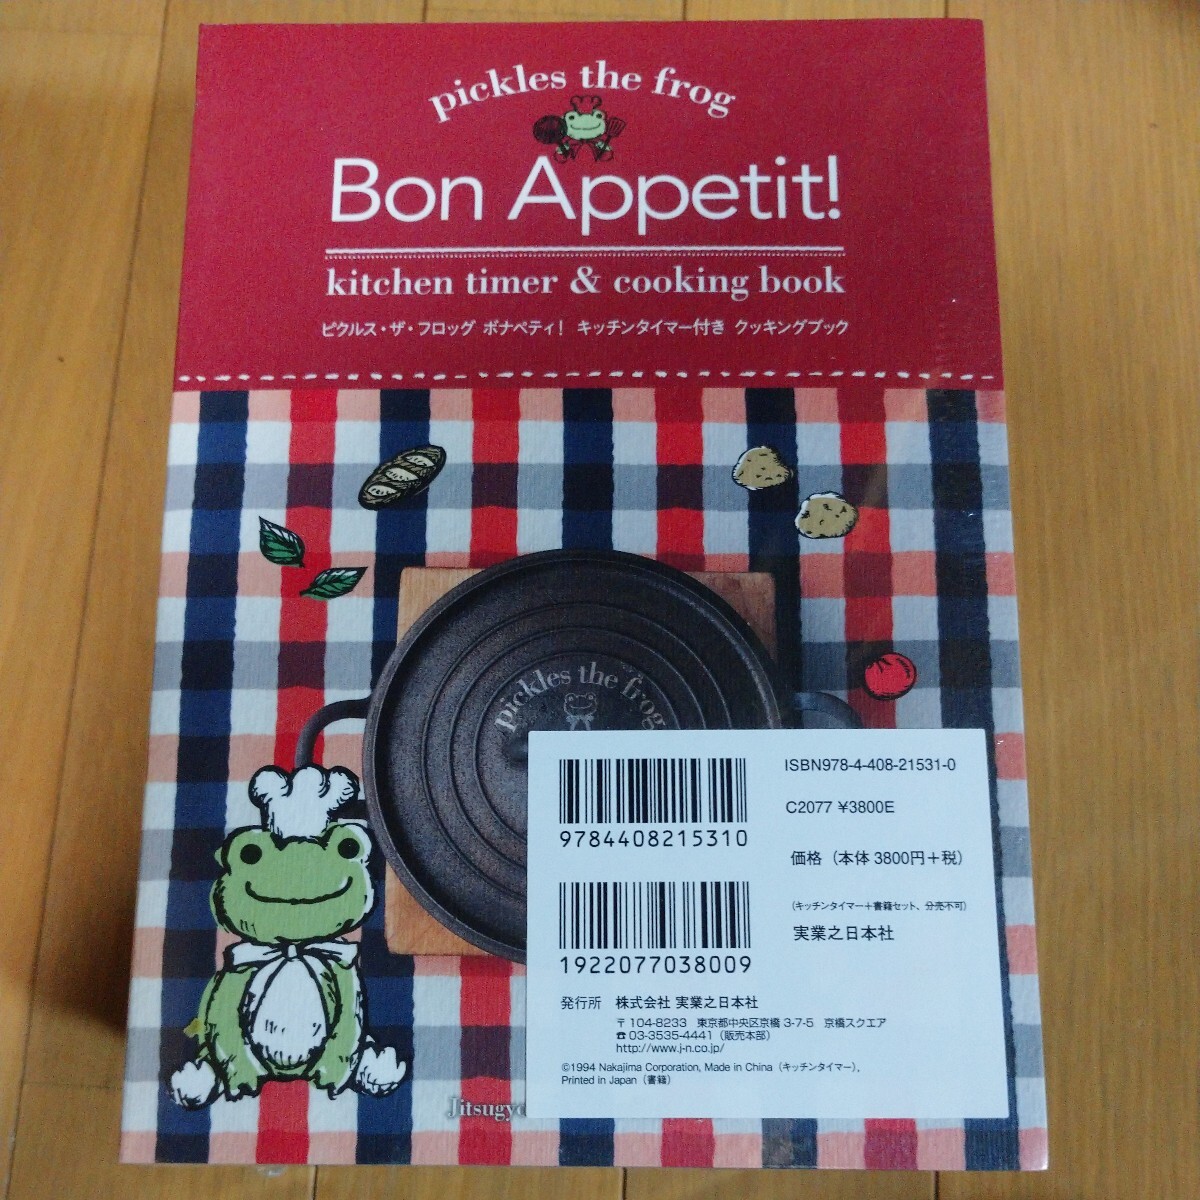 pickles the frog
Bon Appetit!
kitchen timer & cooking book
ピクルス・ザ・フロッグ ボナペティ! キッチンタイマー付き クッキングブック
pickles the frog
ISBN978-4-408-21531-0
9784408215310
C2077 ¥3800E
価格(本体 3800円+税)
(キッチンタイマー+書籍セット、分売不可)
実業之日本社
1922077038009
発行所 株式会社 実業之日本社
〒104-8233 東京都中央区京橋 3-7-5 京橋スクエア
☎03-3535-4441(販売本部)
http://www.j-n.co.jp/
©1994 Nakajima Corporation, Made in China(キッチンタイマー),
Printed in Japan(書籍)